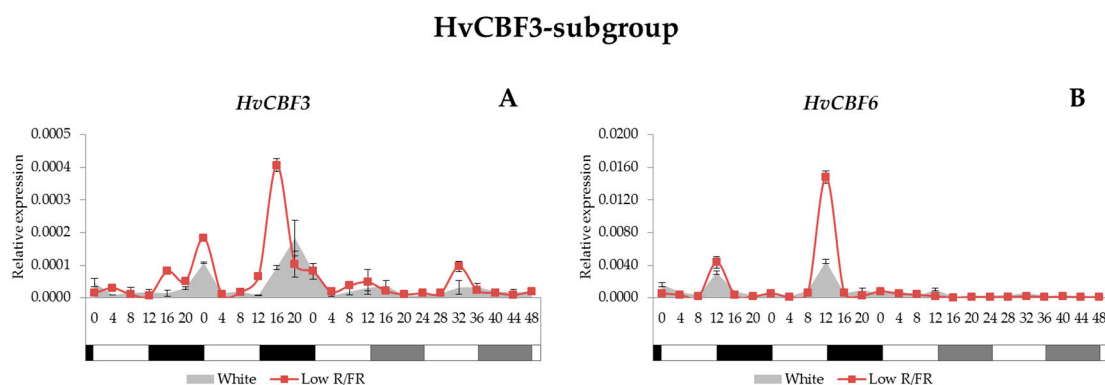 HvCBF3-subgroup
HvCBF3
A
Relative expression
0.0005
0.0004
0.0003
0.0002
0.0001
0.0000
0 4 8 12 16 20 0 4 8 12 16 20 0 4 8 12 16 20 24 28 32 36 40 44 48
White Low R/FR
HvCBF6
B
Relative expression
0.0200
0.0160
0.0120
0.0080
0.0040
0.0000
0 4 8 12 16 20 0 4 8 12 16 20 0 4 8 12 16 20 24 28 32 36 40 44 48
White Low R/FR